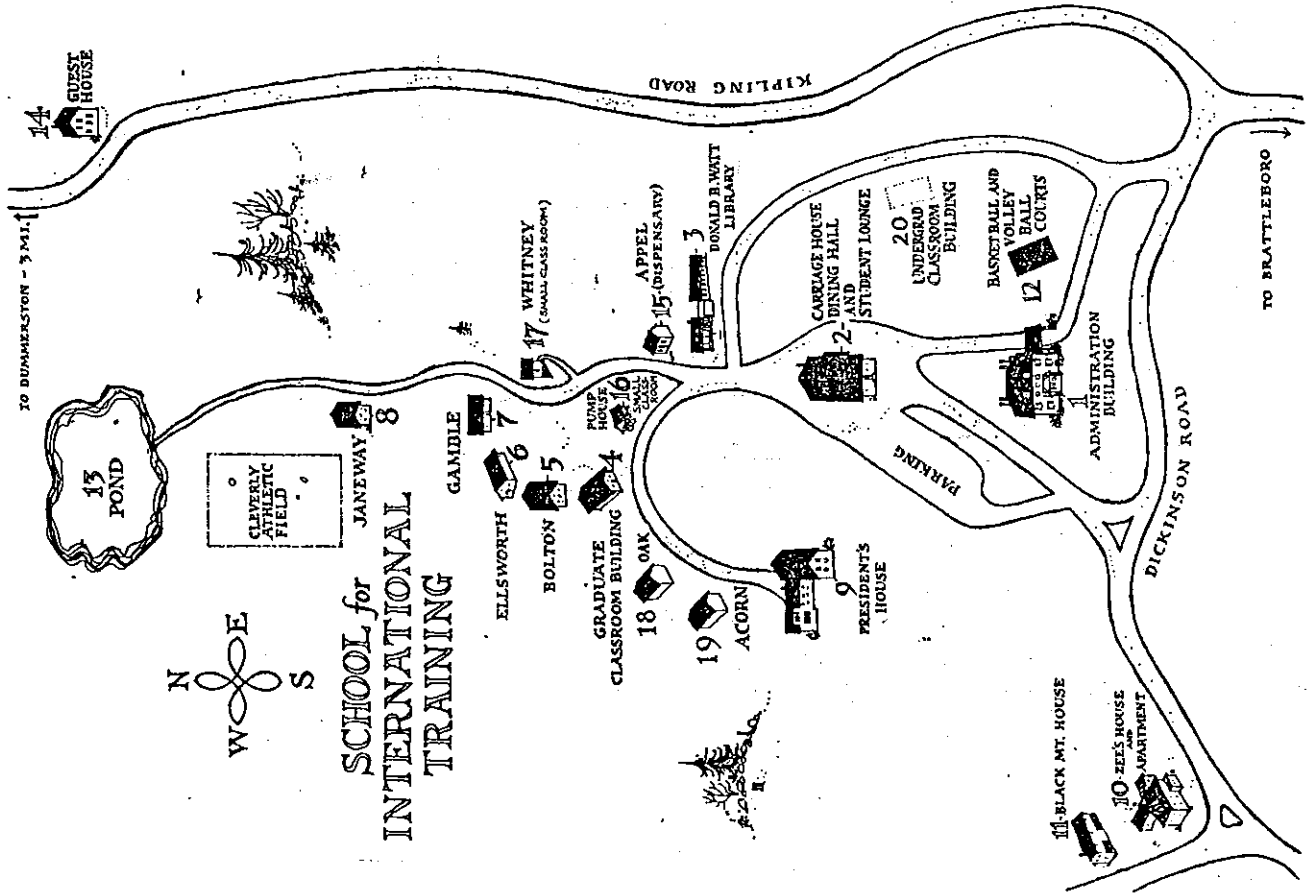 TO DUMMERSTON - 3 MI.
14
GUEST
HOUSE
KIPLING ROAD
13
POND
CLEVERLY
ATHLETIC
FIELD
N
W E
S
SCHOOL for
INTERNATIONAL
TRAINING
JANEWAY
8
17 WHITNEY
(SMALL CLASSROOM)
GAMBLE
7
ELLSWORTH
6
BOLTON
5
PUMP
HOUSE
16
SMALL
CLASS-
ROOM
APPEL
15-(DISPENSARY)
3
DONALD B. WATT
LIBRARY
GRADUATE
CLASSROOM BUILDING
4
18
OAK
19
ACORN
9
PRESIDENT'S
HOUSE
CARRIAGE HOUSE
DINING HALL
-2- AND
STUDENT LOUNGE
20
UNDERGRAD
CLASSROOM
BUILDING
BASKETBALL AND
VOLLEY
BALL
COURTS
12
PARKING
1
ADMINISTRATION
BUILDING
DICKINSON ROAD
TO BRATTLEBORO
11-BLACK MT. HOUSE
10-ZEE'S HOUSE
AND
APARTMENT